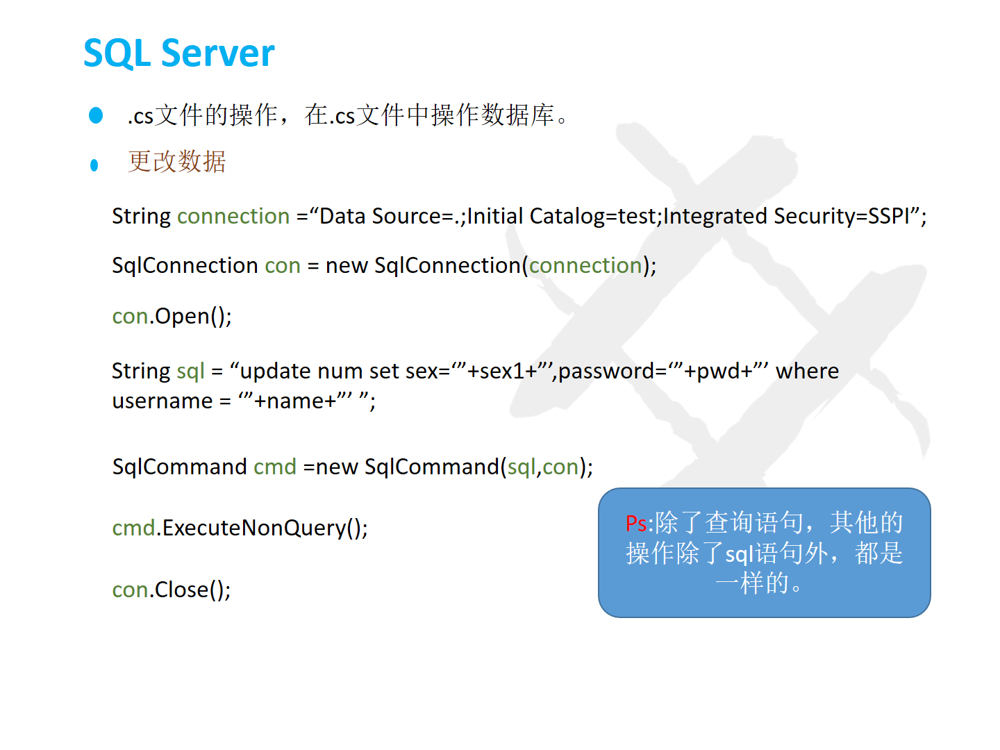 SQL Server
.cs文件的操作，在.cs文件中操作数据库。
更改数据
String connection =“Data Source=.;Initial Catalog=test;Integrated Security=SSPI”;
SqlConnection con = new SqlConnection(connection);
con.Open();
String sql = “update num set sex=‘”+sex1+”’,password=‘”+pwd+”’ where
username = ‘”+name+”’ ”;
SqlCommand cmd =new SqlCommand(sql,con);
cmd.ExecuteNonQuery();
con.Close();
Ps:除了查询语句，其他的
操作除了sql语句外，都是
一样的。